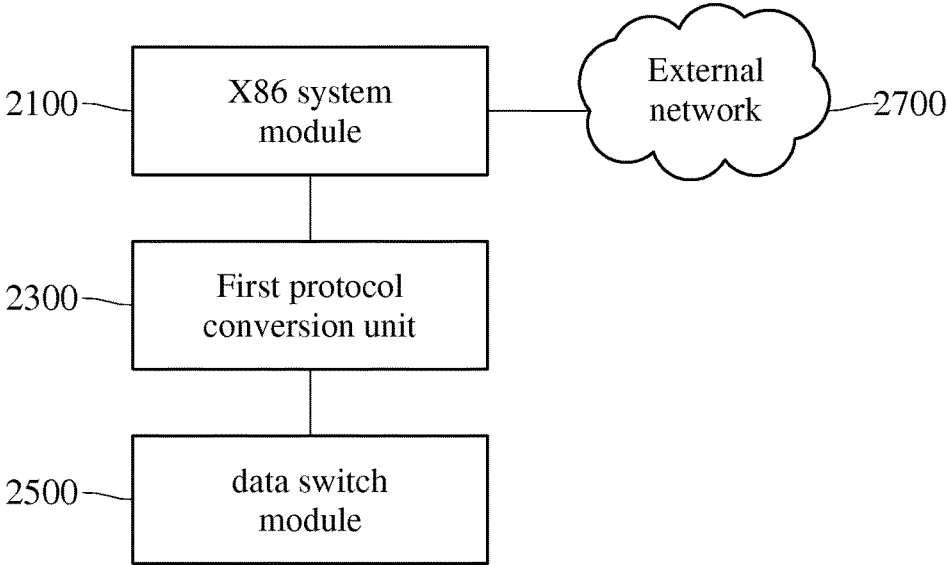 2100
X86 system
module
External
network
2700
2300
First protocol
conversion unit
2500
data switch
module